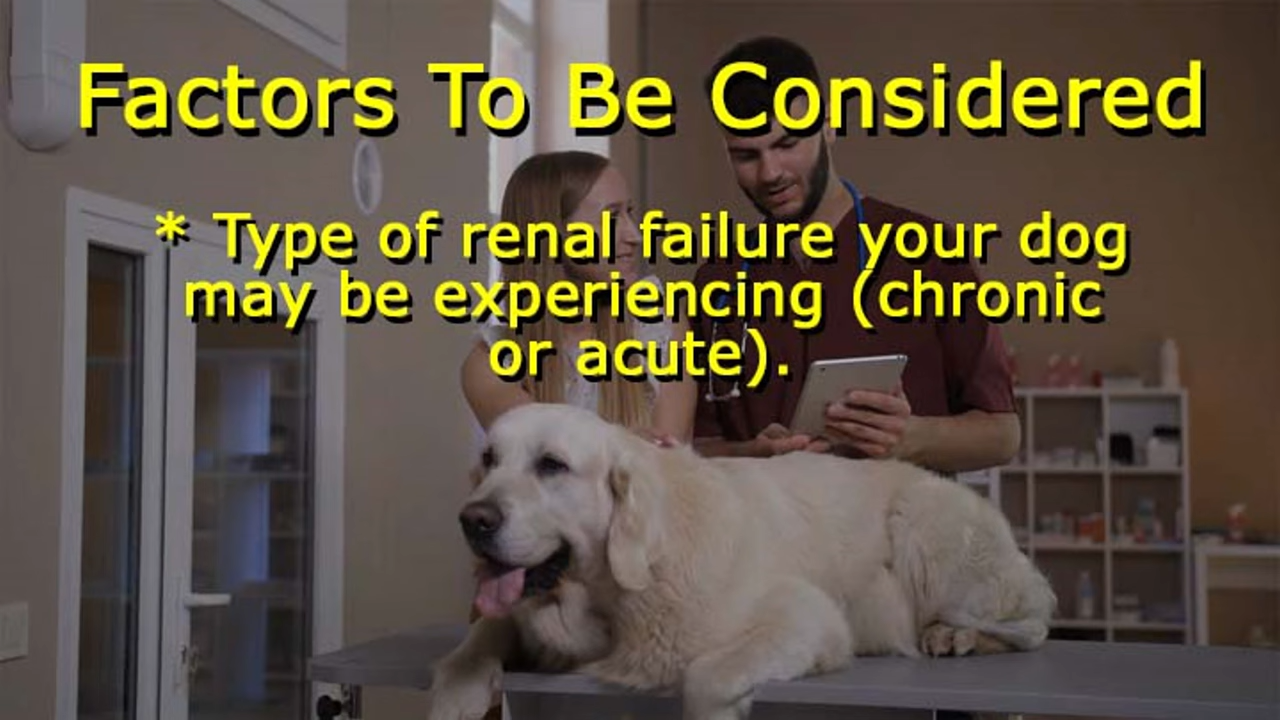 Factors To Be Considered
* Type of renal failure your dog
may be experiencing (chronic
or acute).